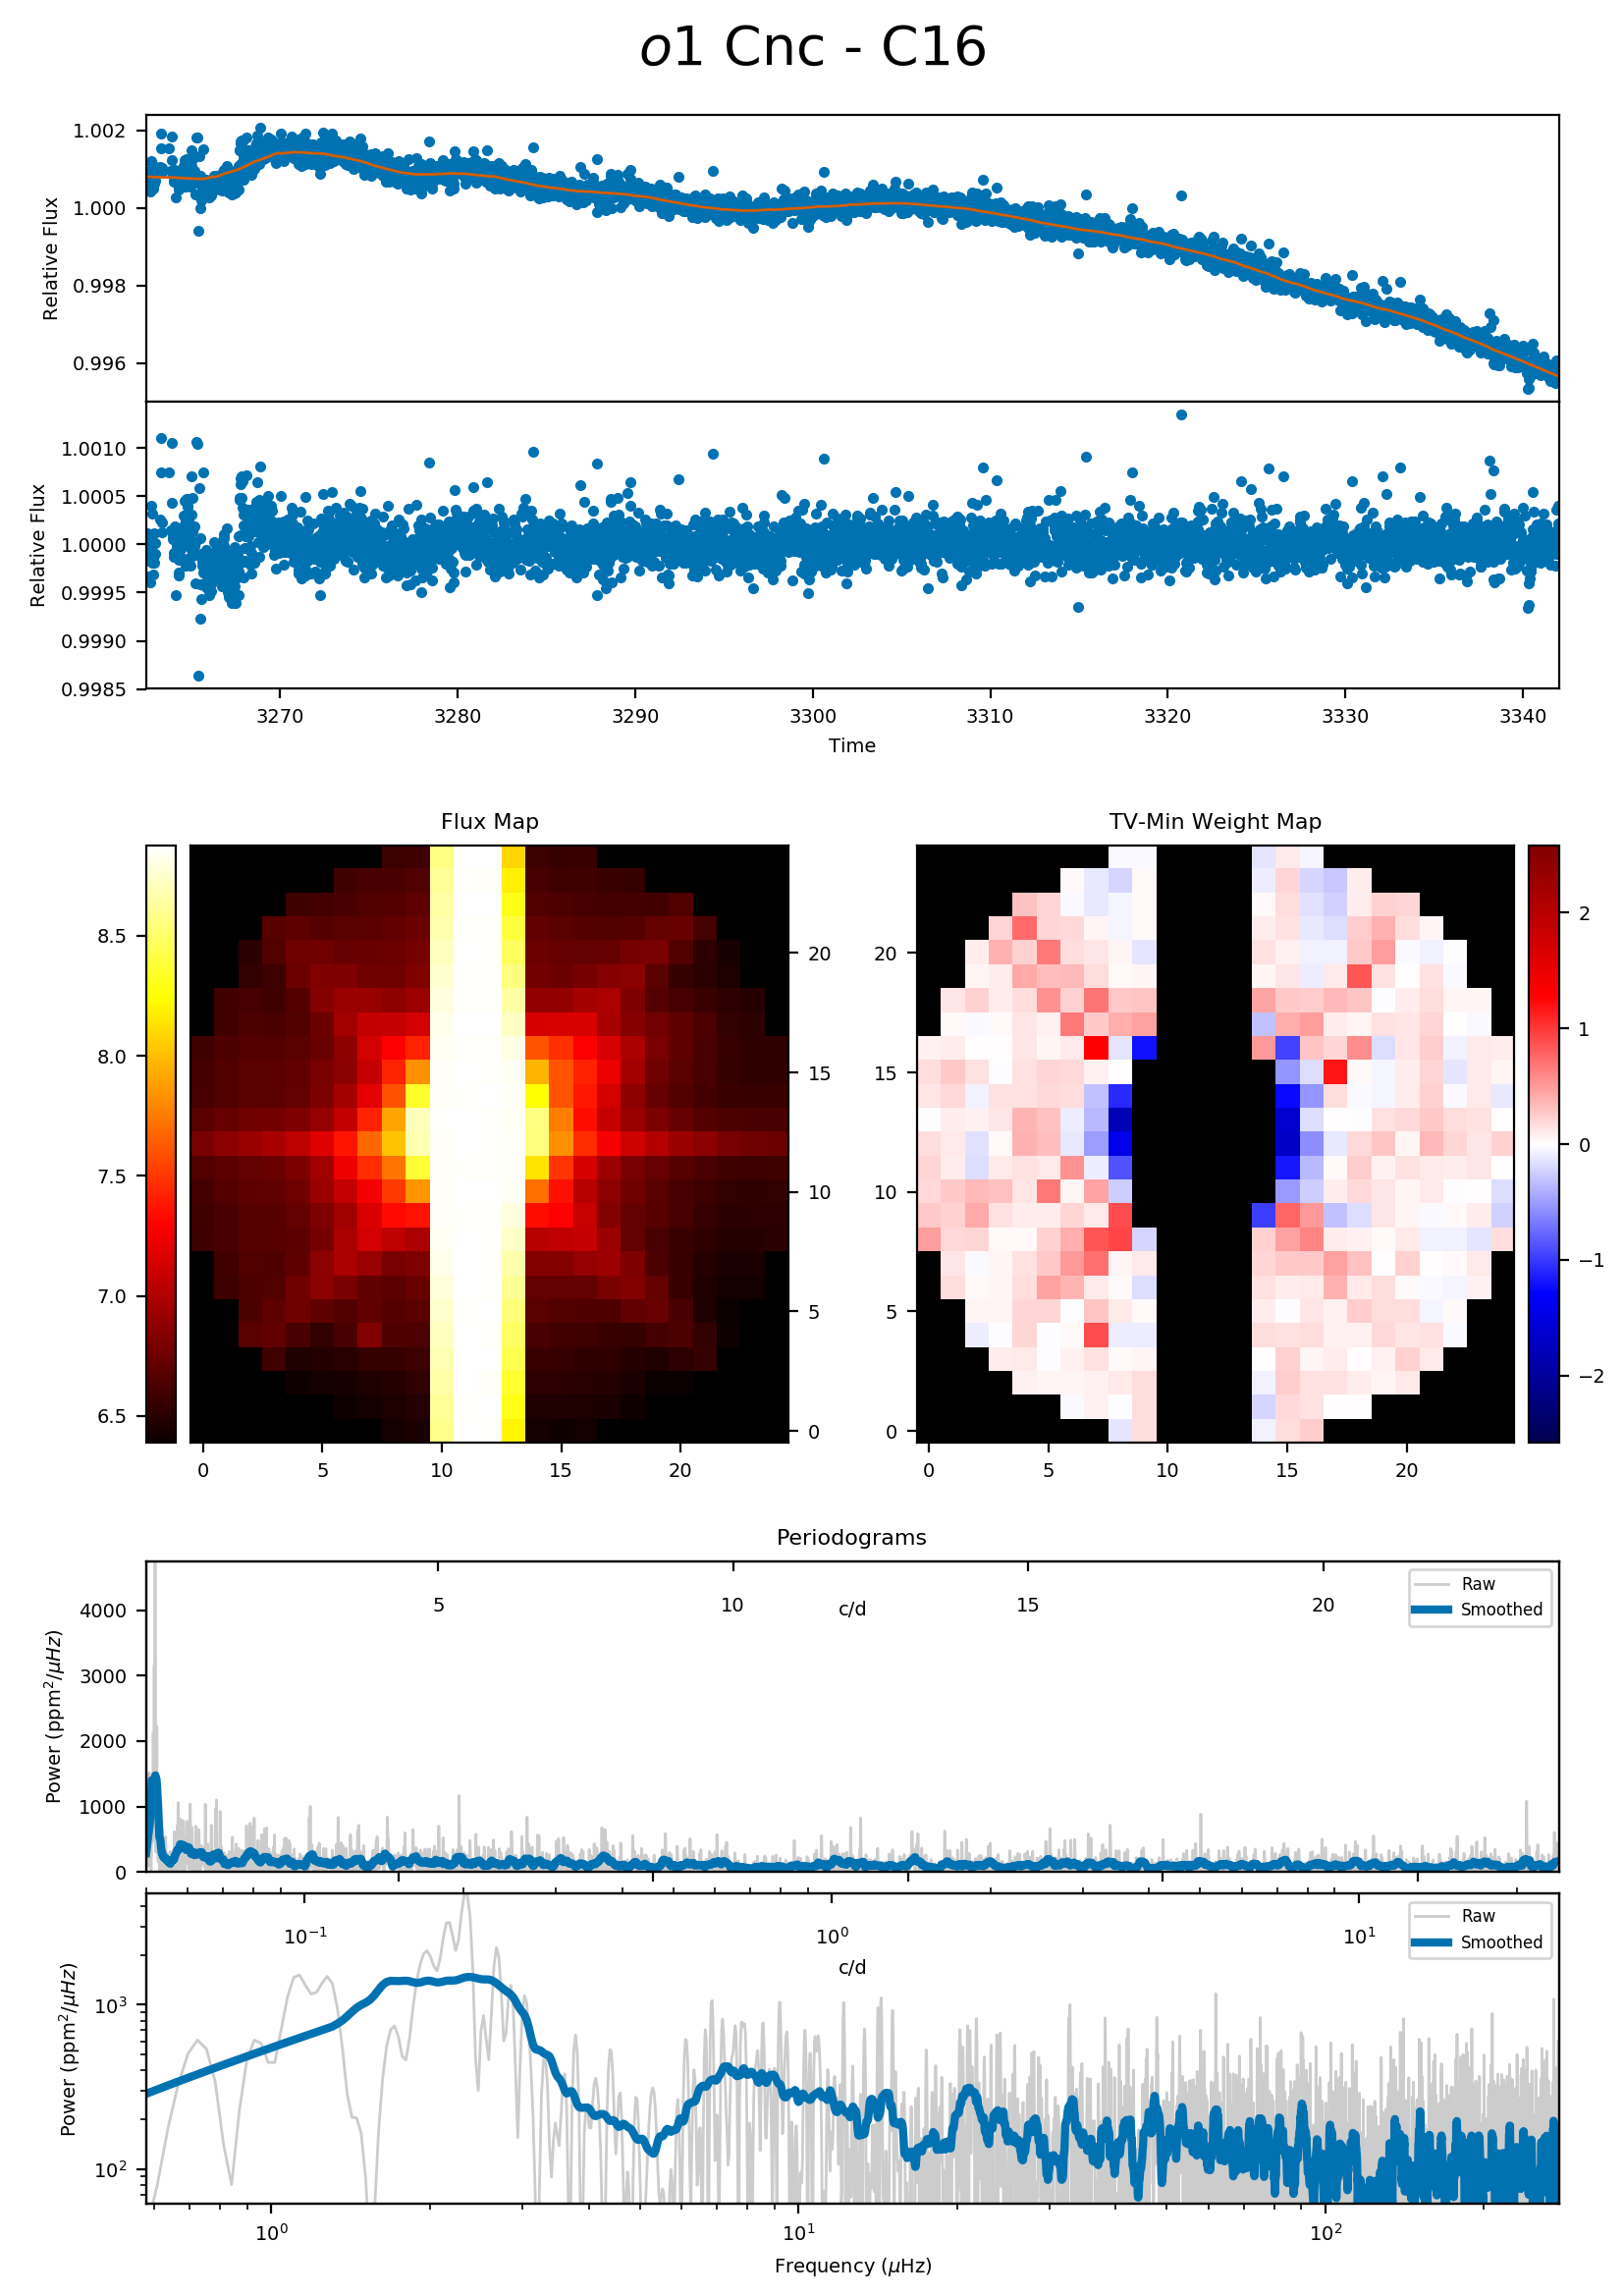 o1 Cnc - C16
1.002
1.000
0.998
0.996
Relative Flux
1.0010
1.0005
1.0000
0.9995
0.9990
0.9985
Relative Flux
3270 3280 3290 3300 3310 3320 3330 3340
Time
Flux Map
TV-Min Weight Map
8.5
8.0
7.5
7.0
6.5
20
15
10
5
0
0 5 10 15 20
20
15
10
5
0
0 5 10 15 20
2
1
0
−1
−2
Periodograms
5 10 15 20
c/d
Raw
Smoothed
4000
3000
2000
1000
0
Power (ppm²/μHz)
10⁻¹ 10⁰ 10¹
c/d
Raw
Smoothed
10³
10²
Power (ppm²/μHz)
10⁰ 10¹ 10²
Frequency (μHz)